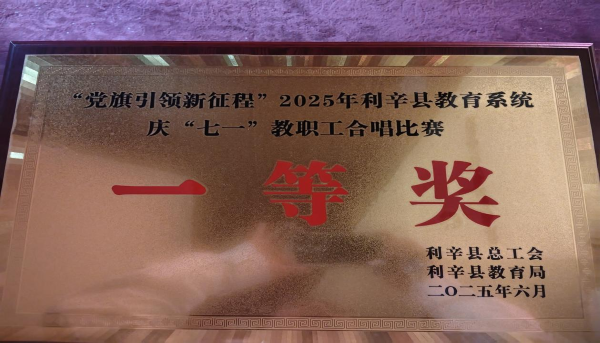 “党旗引领新征程”2025年利辛县教育系统
庆“七一”教职工合唱比赛
一等奖
利辛县总工会
利辛县教育局
二〇二五年六月